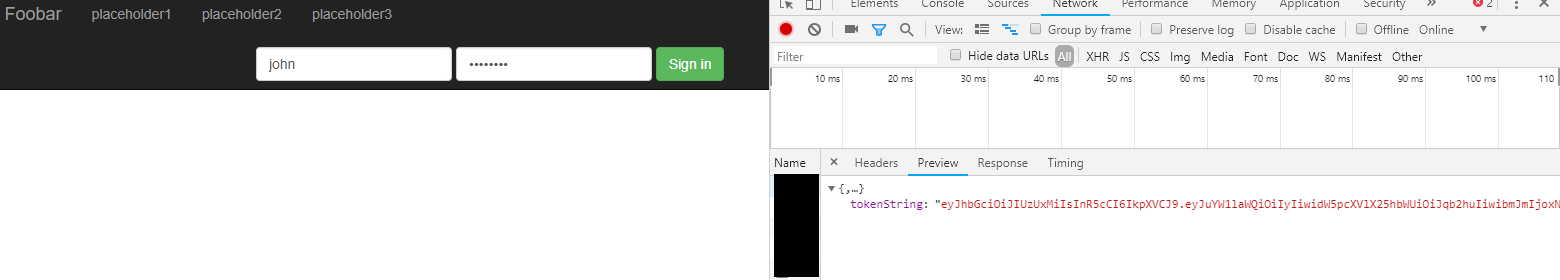 Foobar placeholder1 placeholder2 placeholder3
john •••••••• Sign in
Elements Console Sources Network Performance Memory Application Security » 2
View: Group by frame Preserve log Disable cache Offline Online
Filter Hide data URLs All XHR JS CSS Img Media Font Doc WS Manifest Other
10 ms 20 ms 30 ms 40 ms 50 ms 60 ms 70 ms 80 ms 90 ms 100 ms 110
Name × Headers Preview Response Timing
{,…}
tokenString: "eyJhbGciOiJIUzUxMiIsInR5cCI6IkpXVCJ9.eyJuYW1laWQiOiIyIiwidW5pcXVlX25hbWUiOiJqb2huIiwibmJmIjoxN